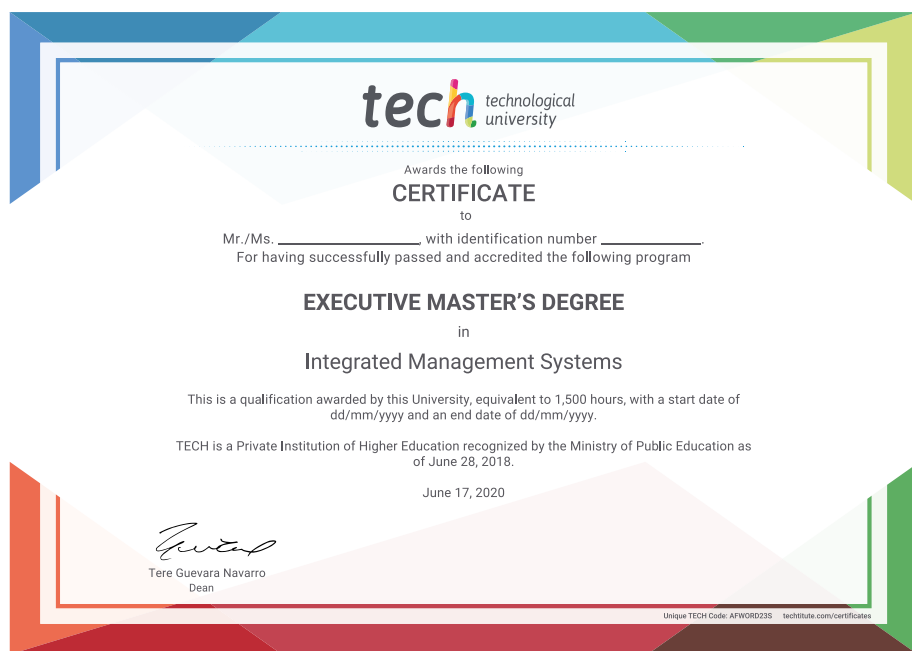 tech technological
university
Awards the following
CERTIFICATE
to
Mr./Ms. ____________________, with identification number ______________.
For having successfully passed and accredited the following program
EXECUTIVE MASTER'S DEGREE
in
Integrated Management Systems
This is a qualification awarded by this University, equivalent to 1,500 hours, with a start date of
dd/mm/yyyy and an end date of dd/mm/yyyy.
TECH is a Private Institution of Higher Education recognized by the Ministry of Public Education as
of June 28, 2018.
June 17, 2020
Tere Guevara Navarro
Dean
Unique TECH Code: AFWORD23S techtitute.com/certificates